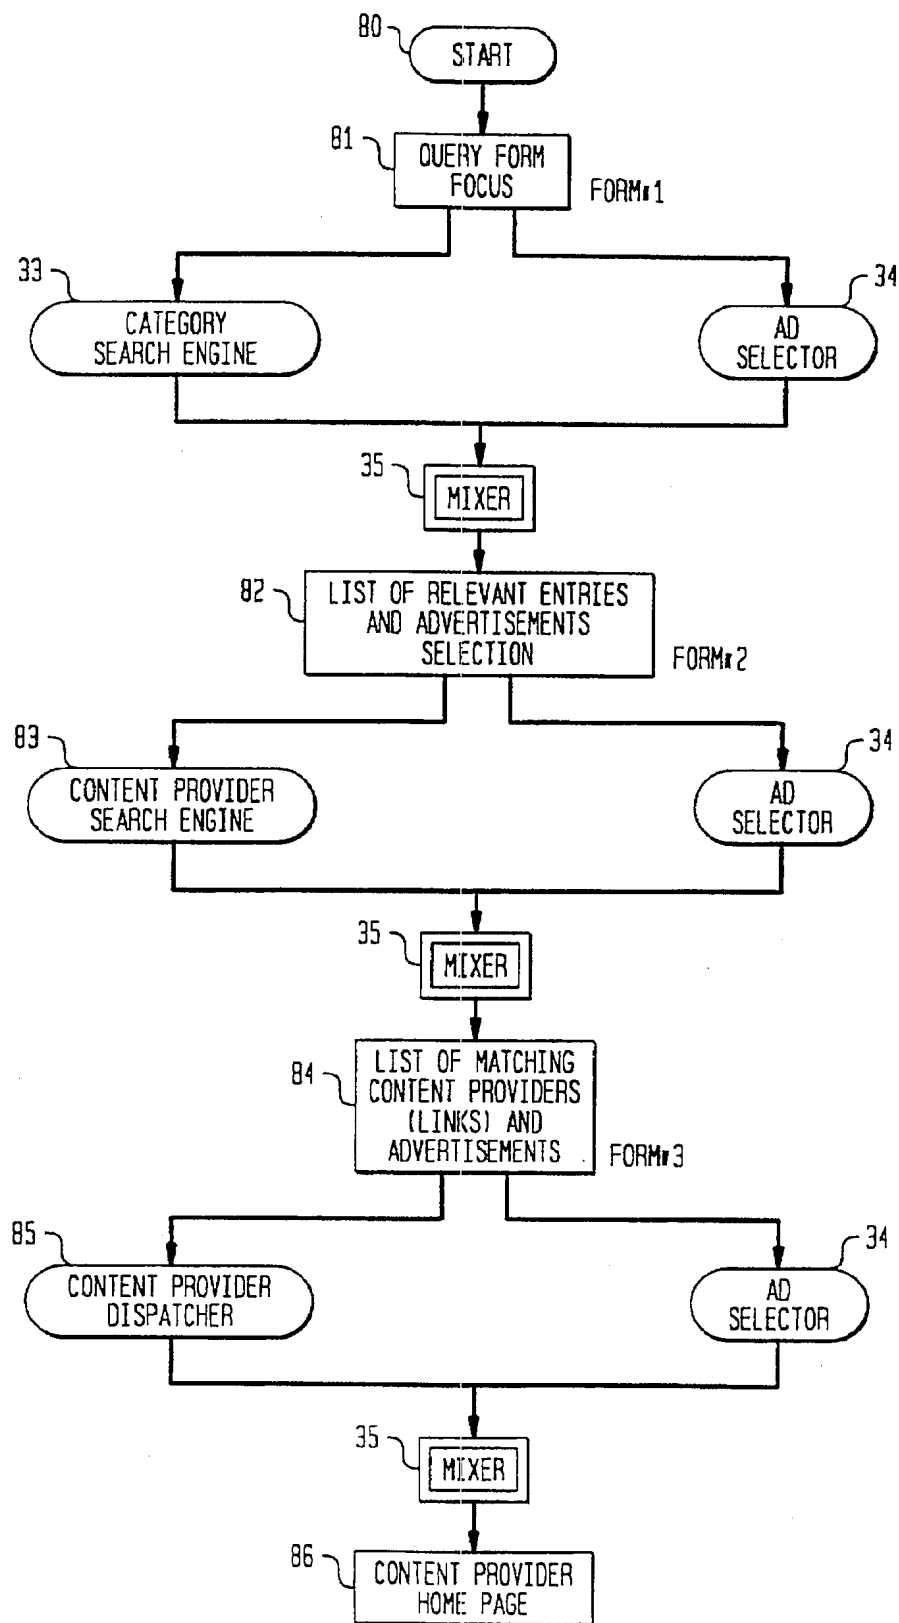 80
START
81
QUERY FORM
FOCUS
FORM#1
33
CATEGORY
SEARCH ENGINE
34
AD
SELECTOR
35
MIXER
82
LIST OF RELEVANT ENTRIES
AND ADVERTISEMENTS
SELECTION
FORM#2
83
CONTENT PROVIDER
SEARCH ENGINE
34
AD
SELECTOR
35
MIXER
84
LIST OF MATCHING
CONTENT PROVIDERS
(LINKS) AND
ADVERTISEMENTS
FORM#3
85
CONTENT PROVIDER
DISPATCHER
34
AD
SELECTOR
35
MIXER
86
CONTENT PROVIDER
HOME PAGE